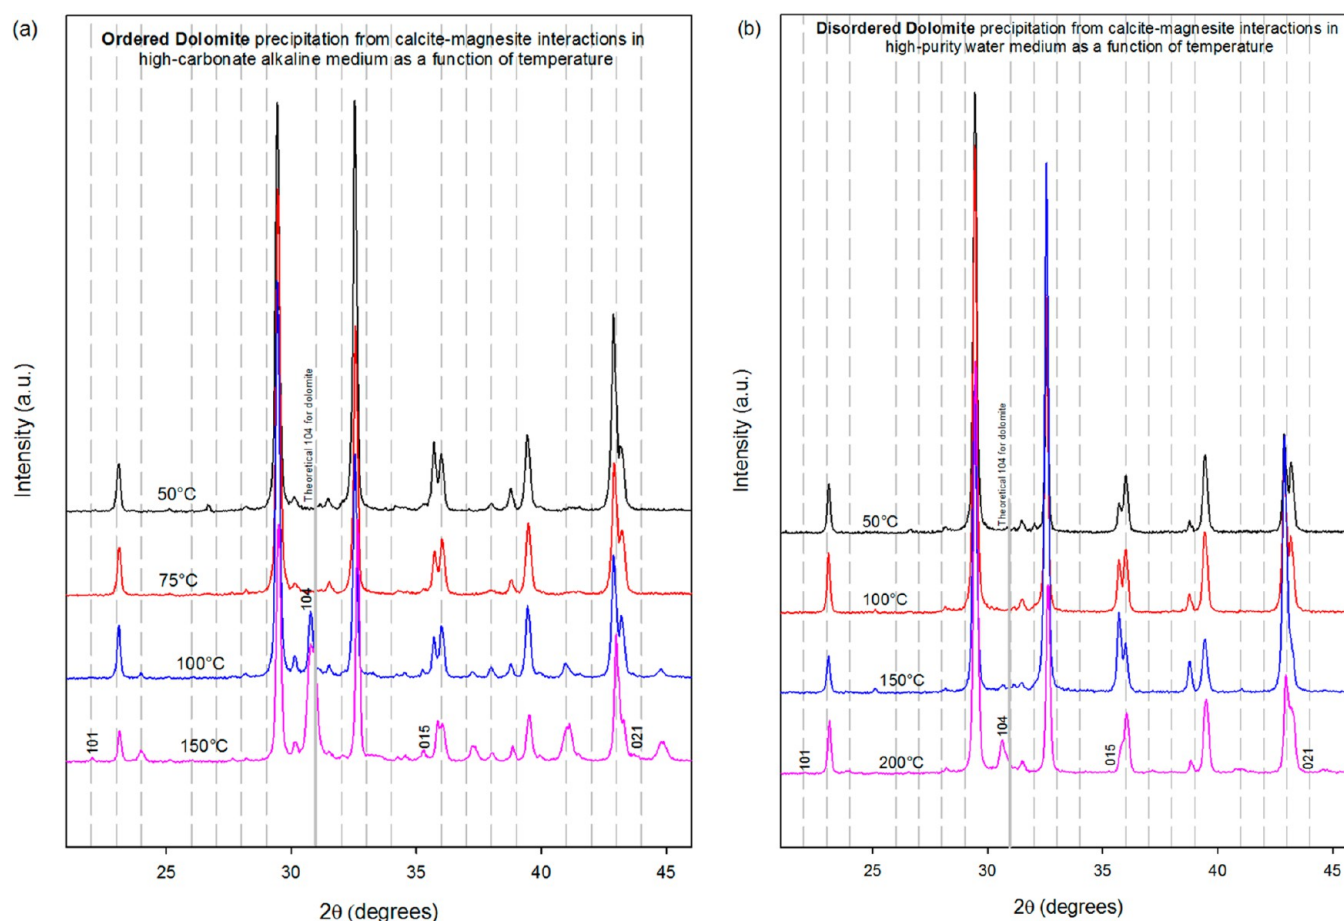 (a)
Ordered Dolomite precipitation from calcite-magnesite interactions in
high-carbonate alkaline medium as a function of temperature
Intensity (a.u.)
Theoretical 104 for dolomite
50°C
75°C
104
100°C
101
150°C
015
021
25
30
35
40
45
2θ (degrees)
(b)
Disordered Dolomite precipitation from calcite-magnesite interactions in
high-purity water medium as a function of temperature
Intensity (a.u.)
Theoretical 104 for dolomite
50°C
100°C
150°C
101
104
200°C
015
021
25
30
35
40
45
2θ (degrees)